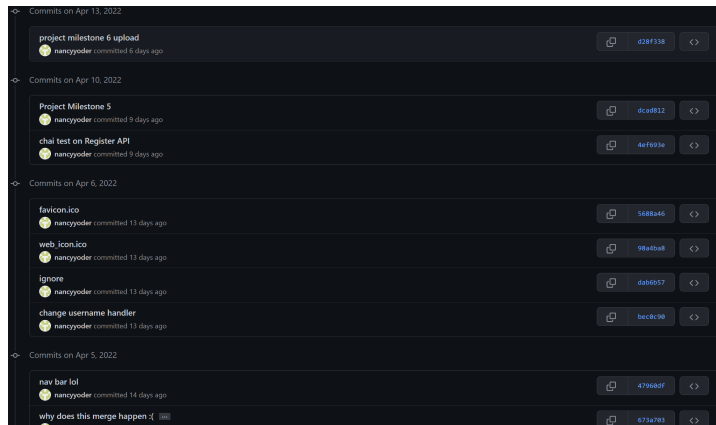 Commits on Apr 13, 2022
project milestone 6 upload
nancyyoder committed 6 days ago
d28f338
Commits on Apr 10, 2022
Project Milestone 5
nancyyoder committed 9 days ago
dcad812
chai test on Register API
nancyyoder committed 9 days ago
4ef693e
Commits on Apr 6, 2022
favicon.ico
nancyyoder committed 13 days ago
5688a46
web_icon.ico
nancyyoder committed 13 days ago
98a4ba8
ignore
nancyyoder committed 13 days ago
dab6b57
change username handler
nancyyoder committed 13 days ago
bec0c90
Commits on Apr 5, 2022
nav bar lol
nancyyoder committed 14 days ago
47960df
why does this merge happen :( ...
673a703